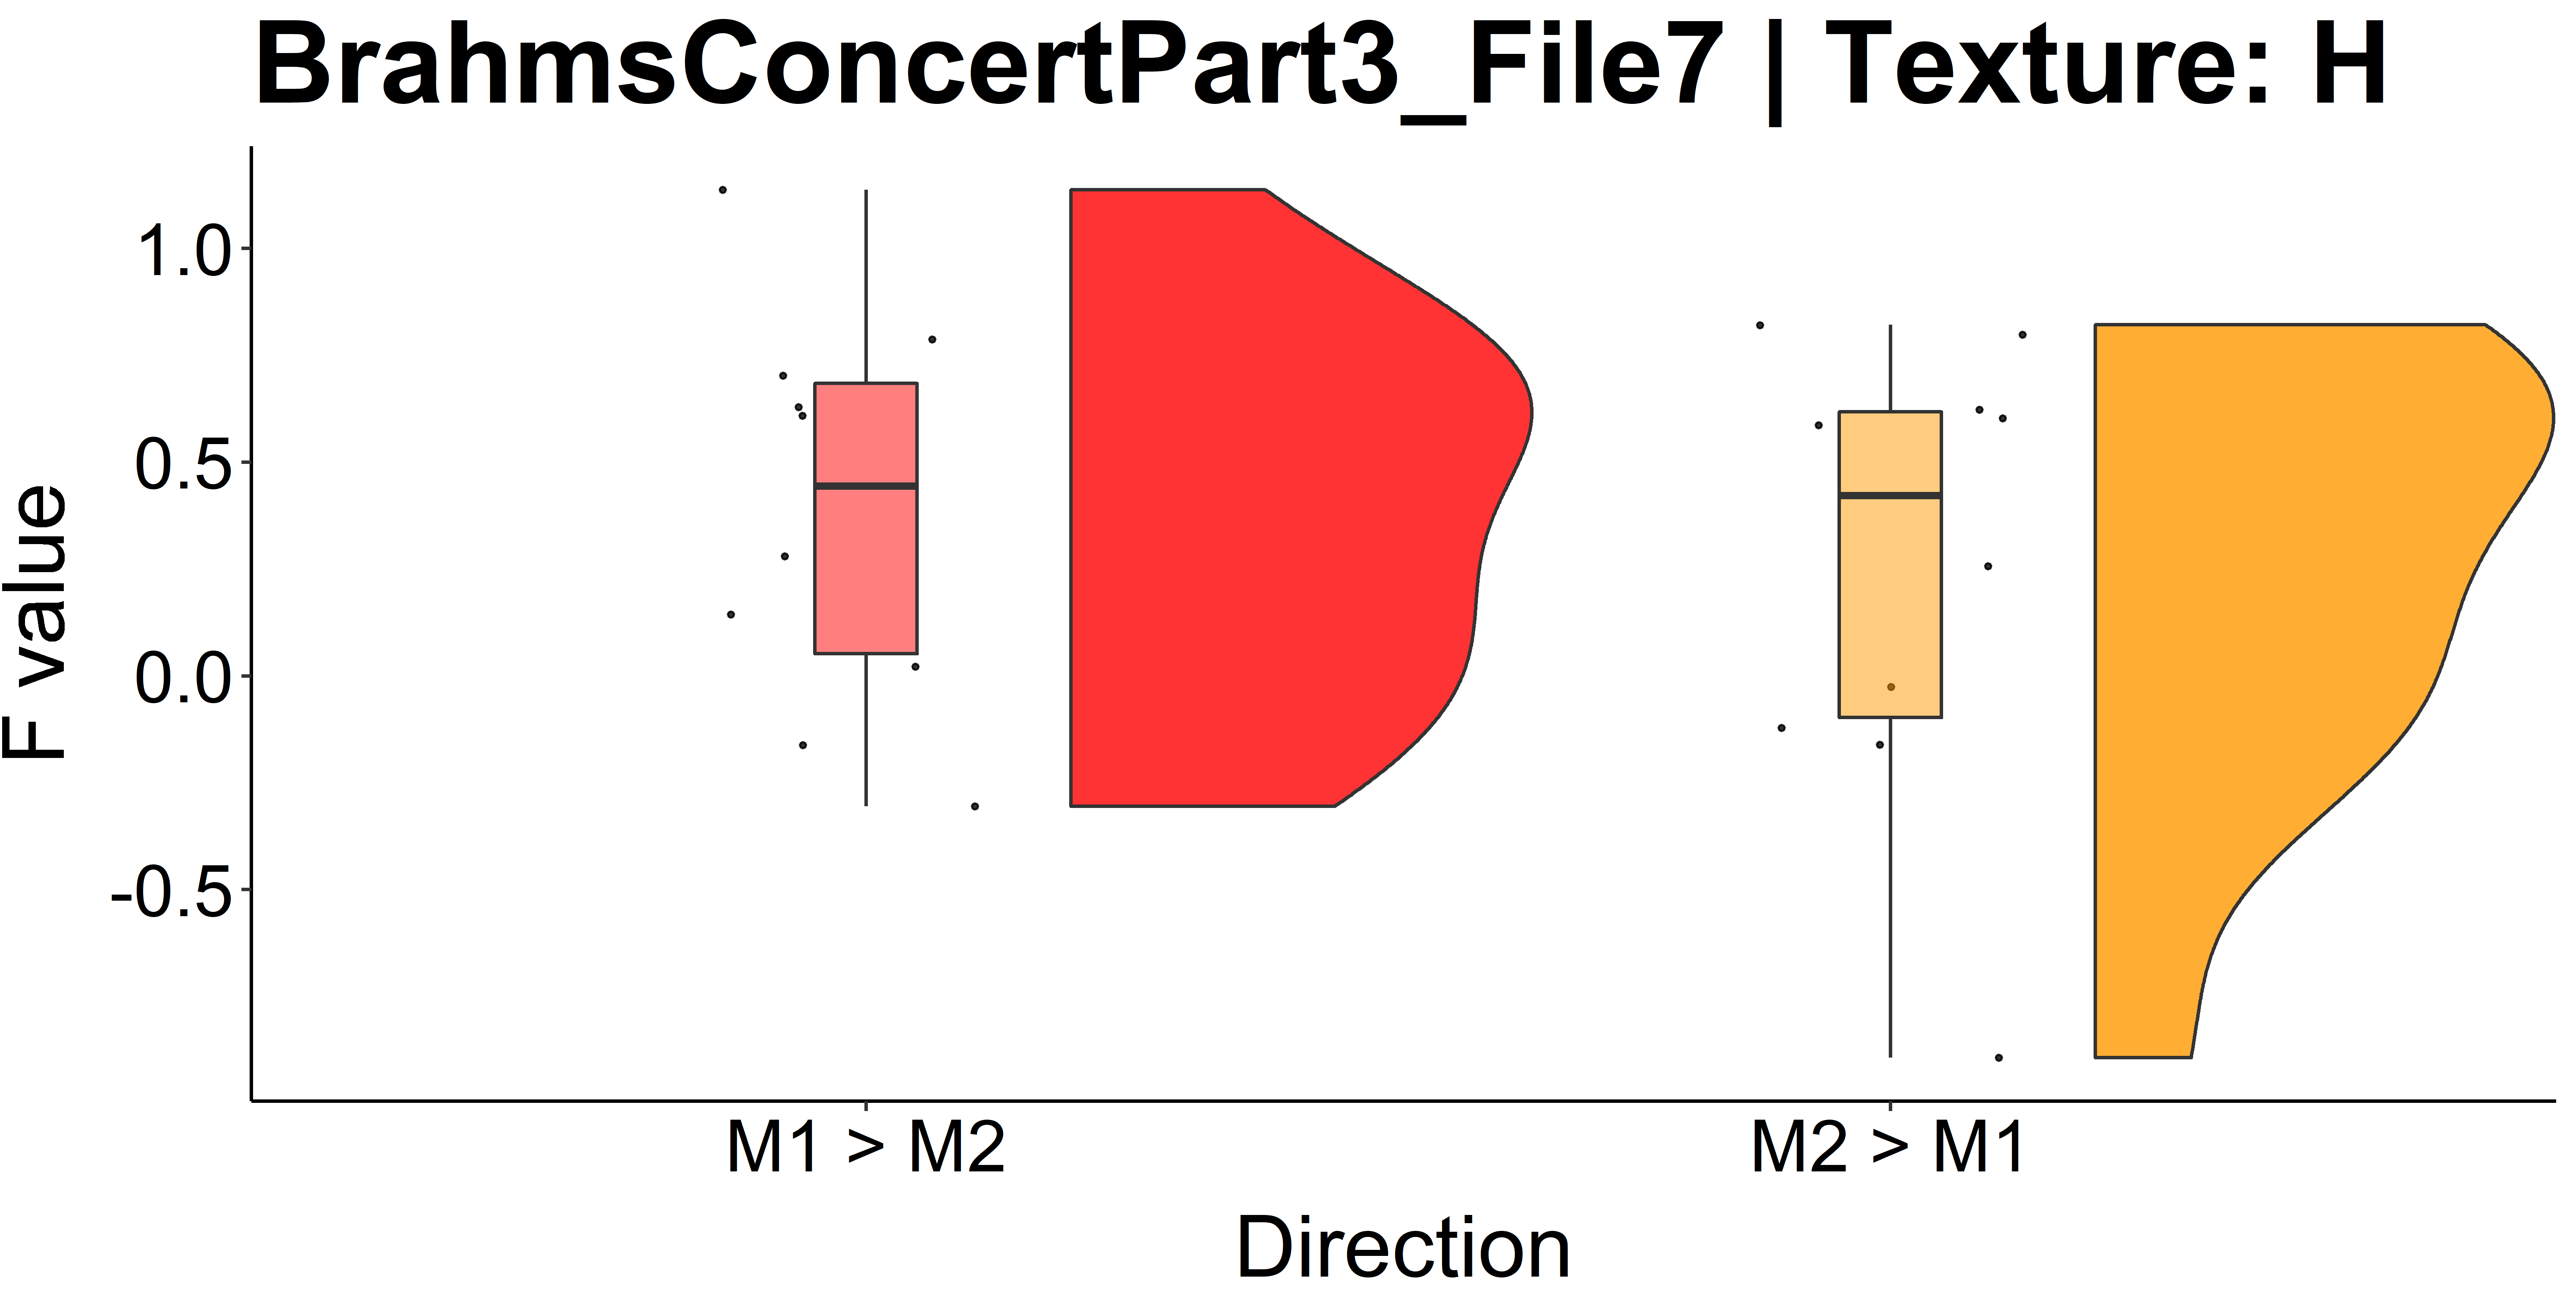 BrahmsConcertPart3_File7 | Texture: H
F value
1.0
0.5
0.0
-0.5
M1 > M2
M2 > M1
Direction